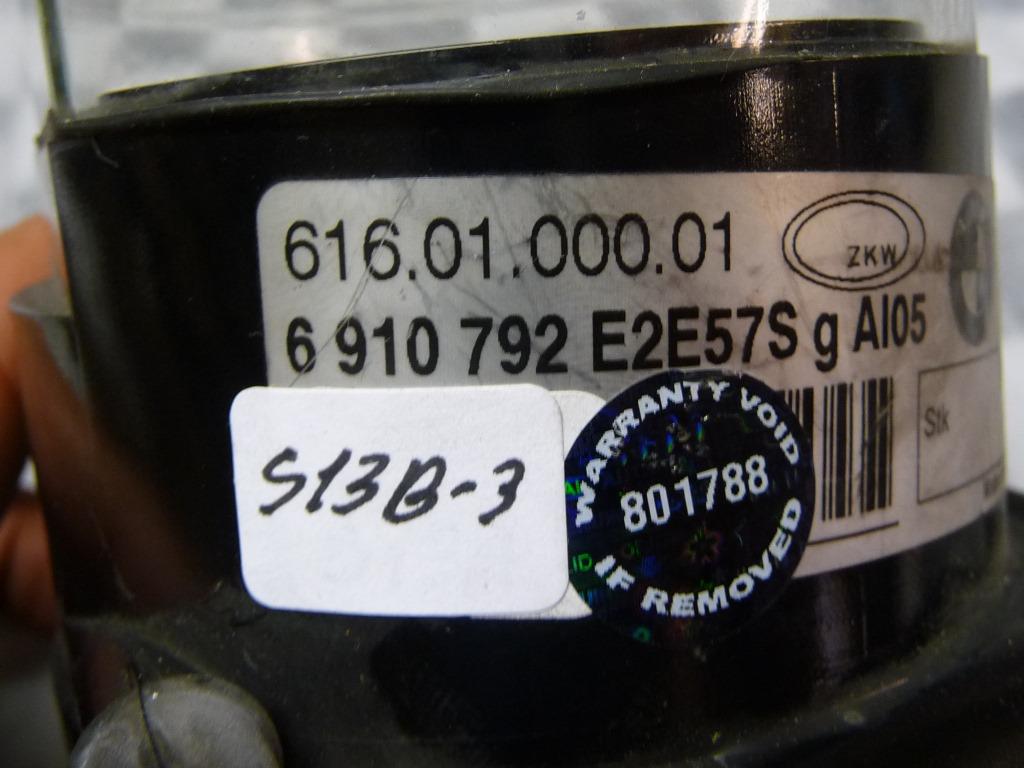 616.01.000.01
ZKW
6 910 792 E2E57S g AI05
S13B-3
WARRANTY VOID
801788
IF REMOVED
Stk